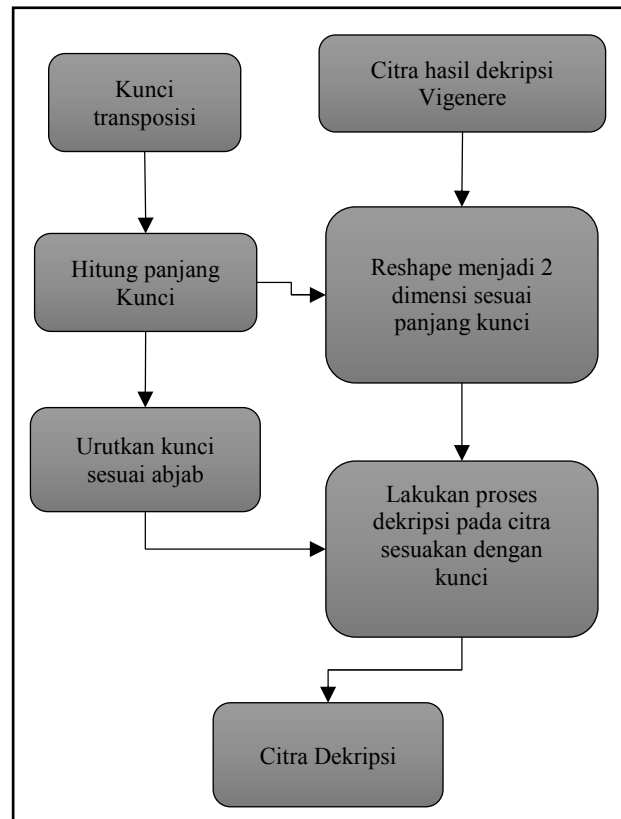 Kunci
transposisi
Citra hasil dekripsi
Vigenere
Hitung panjang
Kunci
Reshape menjadi 2
dimensi sesuai
panjang kunci
Urutkan kunci
sesuai abjab
Lakukan proses
dekripsi pada citra
sesuakan dengan
kunci
Citra Dekripsi